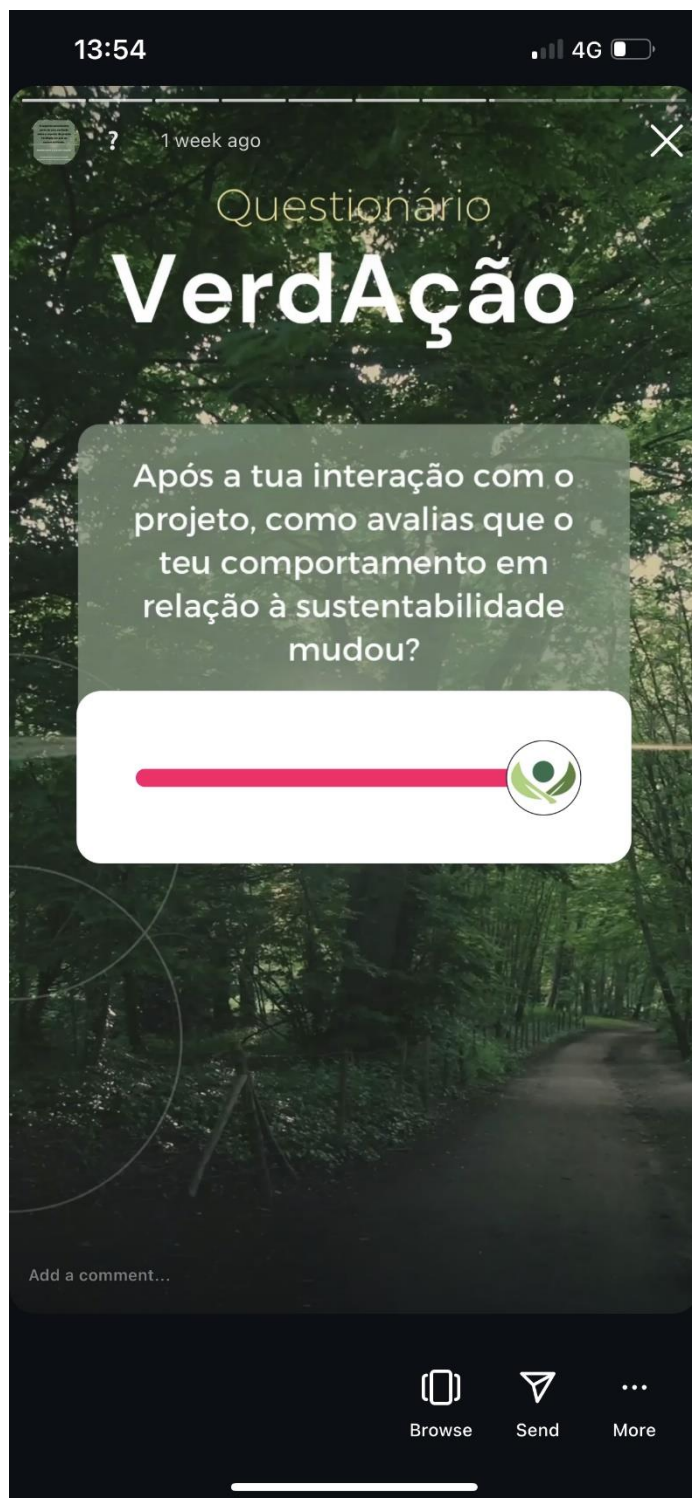 13:54
4G
? 1 week ago
Questionário
VerdAção
Após a tua interação com o
projeto, como avalias que o
teu comportamento em
relação à sustentabilidade
mudou?
Add a comment...
Browse Send More